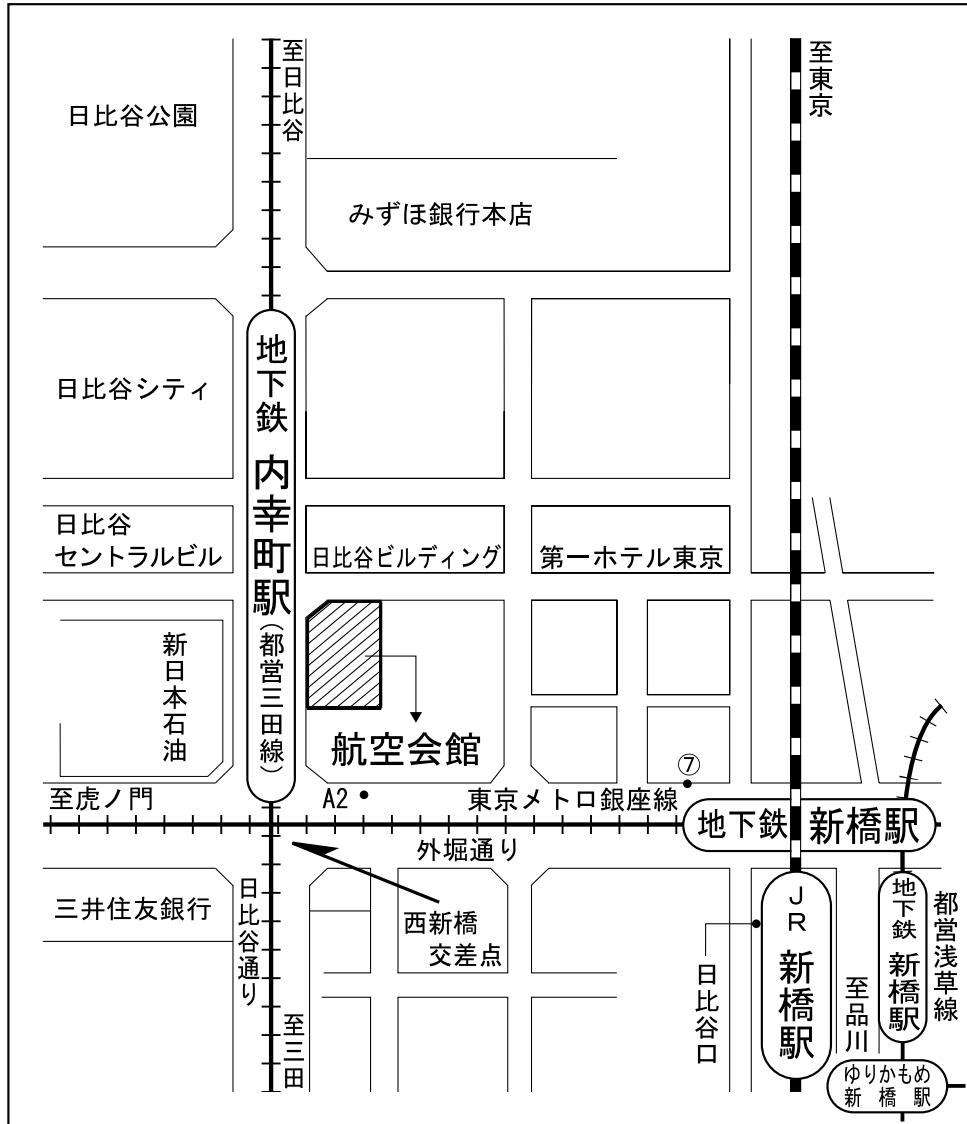 至日比谷
至東京
日比谷公園
みずほ銀行本店
日比谷シティ
地下鉄 内幸町駅(都営三田線)
日比谷
セントラルビル
日比谷ビルディング
第一ホテル東京
新日本石油
航空会館
⑦
至虎ノ門
A2
東京メトロ銀座線
地下鉄 新橋駅
外堀通り
三井住友銀行
日比谷通り
西新橋
交差点
JR 新橋駅
地下鉄 新橋駅
都営浅草線
日比谷口
至品川
至三田
ゆりかもめ
新橋駅